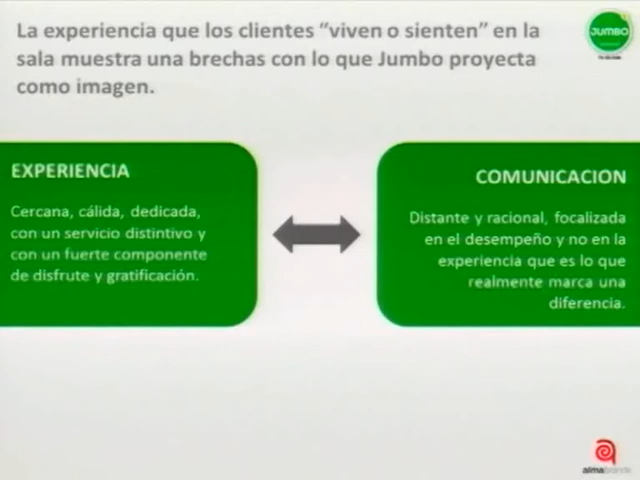 La experiencia que los clientes “viven o sienten” en la
sala muestra una brechas con lo que Jumbo proyecta
como imagen.
JUMBO
EXPERIENCIA
Cercana, cálida, dedicada,
con un servicio distintivo y
con un fuerte componente
de disfrute y gratificación.
COMUNICACION
Distante y racional, focalizada
en el desempeño y no en la
experiencia que es lo que
realmente marca una
diferencia.
almabrands